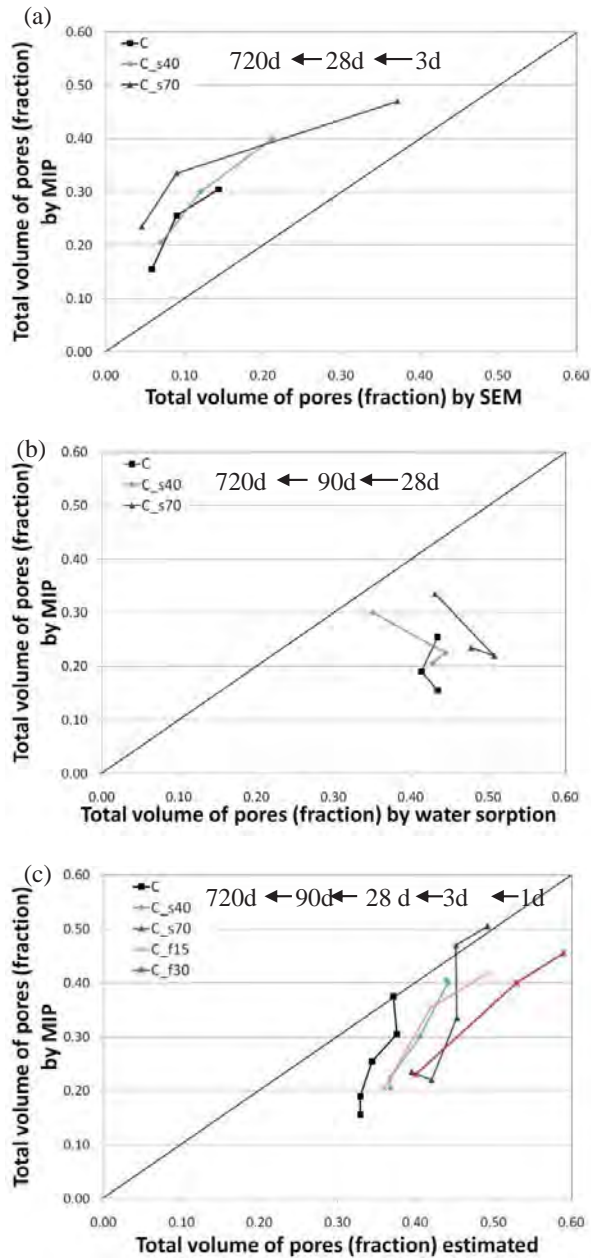 (a)
C
C_s40
C_s70
720d ← 28d ← 3d
0.60
0.50
0.40
0.30
0.20
0.10
0.00
0.00 0.10 0.20 0.30 0.40 0.50 0.60
Total volume of pores (fraction)
by MIP
Total volume of pores (fraction) by SEM
(b)
C
C_s40
C_s70
720d ← 90d ← 28d
0.60
0.50
0.40
0.30
0.20
0.10
0.00
0.00 0.10 0.20 0.30 0.40 0.50 0.60
Total volume of pores (fraction)
by MIP
Total volume of pores (fraction) by water sorption
(c)
C
C_s40
C_s70
C_f15
C_f30
720d ← 90d ← 28 d ← 3d ← 1d
0.60
0.50
0.40
0.30
0.20
0.10
0.00
0.00 0.10 0.20 0.30 0.40 0.50 0.60
Total volume of pores (fraction)
by MIP
Total volume of pores (fraction) estimated